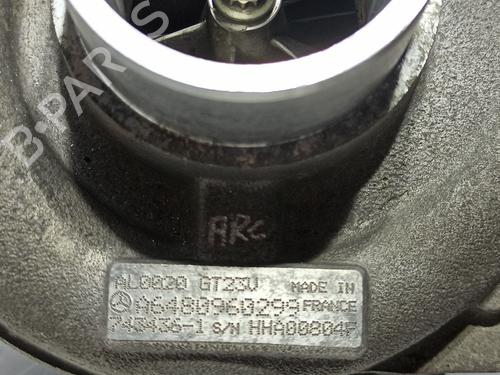 B-PARTS
ARC
AL0020 GT23V MADE IN
A6480960299 FRANCE
743436-1 S/N HHA00804F